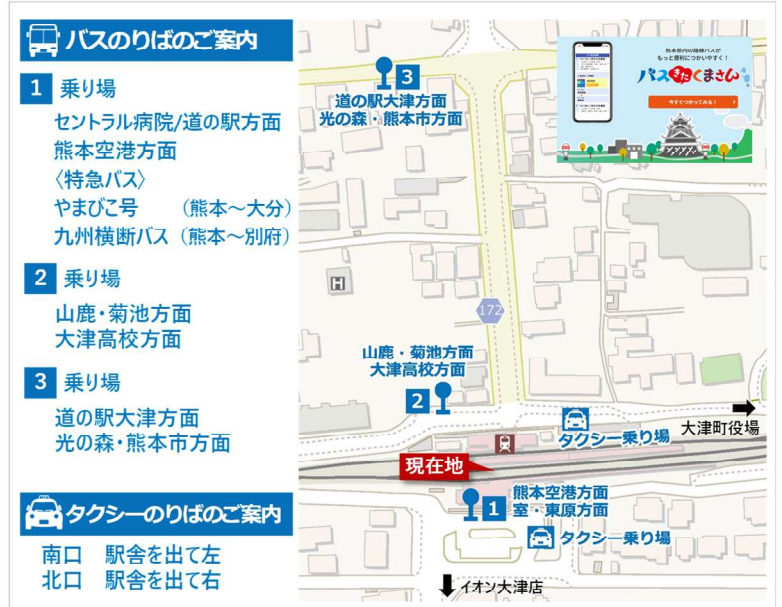 バスのりばのご案内
1 乗り場
セントラル病院/道の駅方面
熊本空港方面
〈特急バス〉
やまびこ号 (熊本～大分)
九州横断バス (熊本～別府)
2 乗り場
山鹿・菊池方面
大津高校方面
3 乗り場
道の駅大津方面
光の森・熊本市方面
タクシーのりばのご案内
南口 駅舎を出て左
北口 駅舎を出て右
3
道の駅大津方面
光の森・熊本市方面
熊本県内の路線バスが
もっと便利につかいやすく!
バスきたくまさん
今すぐつかってみる!
H
172
山鹿・菊池方面
大津高校方面
2
タクシー乗り場
大津町役場
現在地
1
熊本空港方面
室・東原方面
タクシー乗り場
イオン大津店